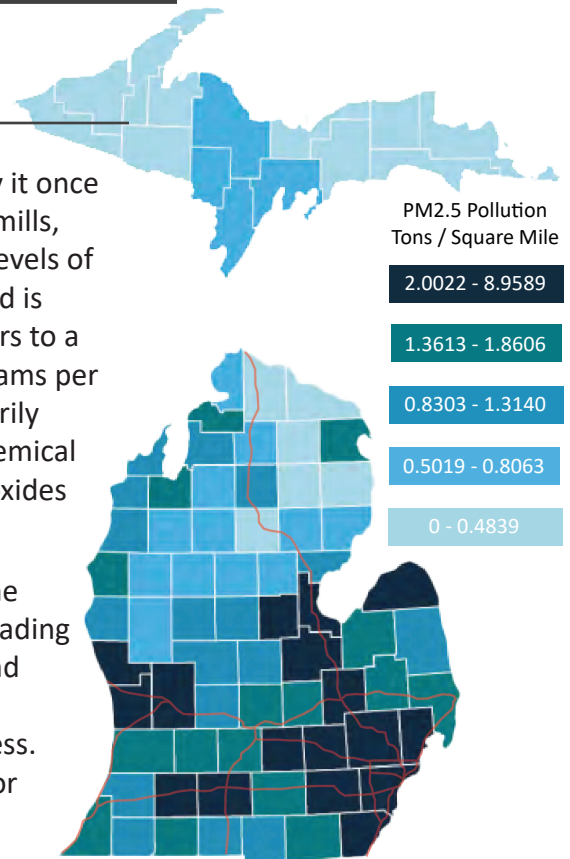 y it once
mills,
evels of
d is
rs to a
ams per
rily
emical
xides
ne
ading
nd
ess.
or
PM2.5 Pollution
Tons / Square Mile
2.0022 - 8.9589
1.3613 - 1.8606
0.8303 - 1.3140
0.5019 - 0.8063
0 - 0.4839